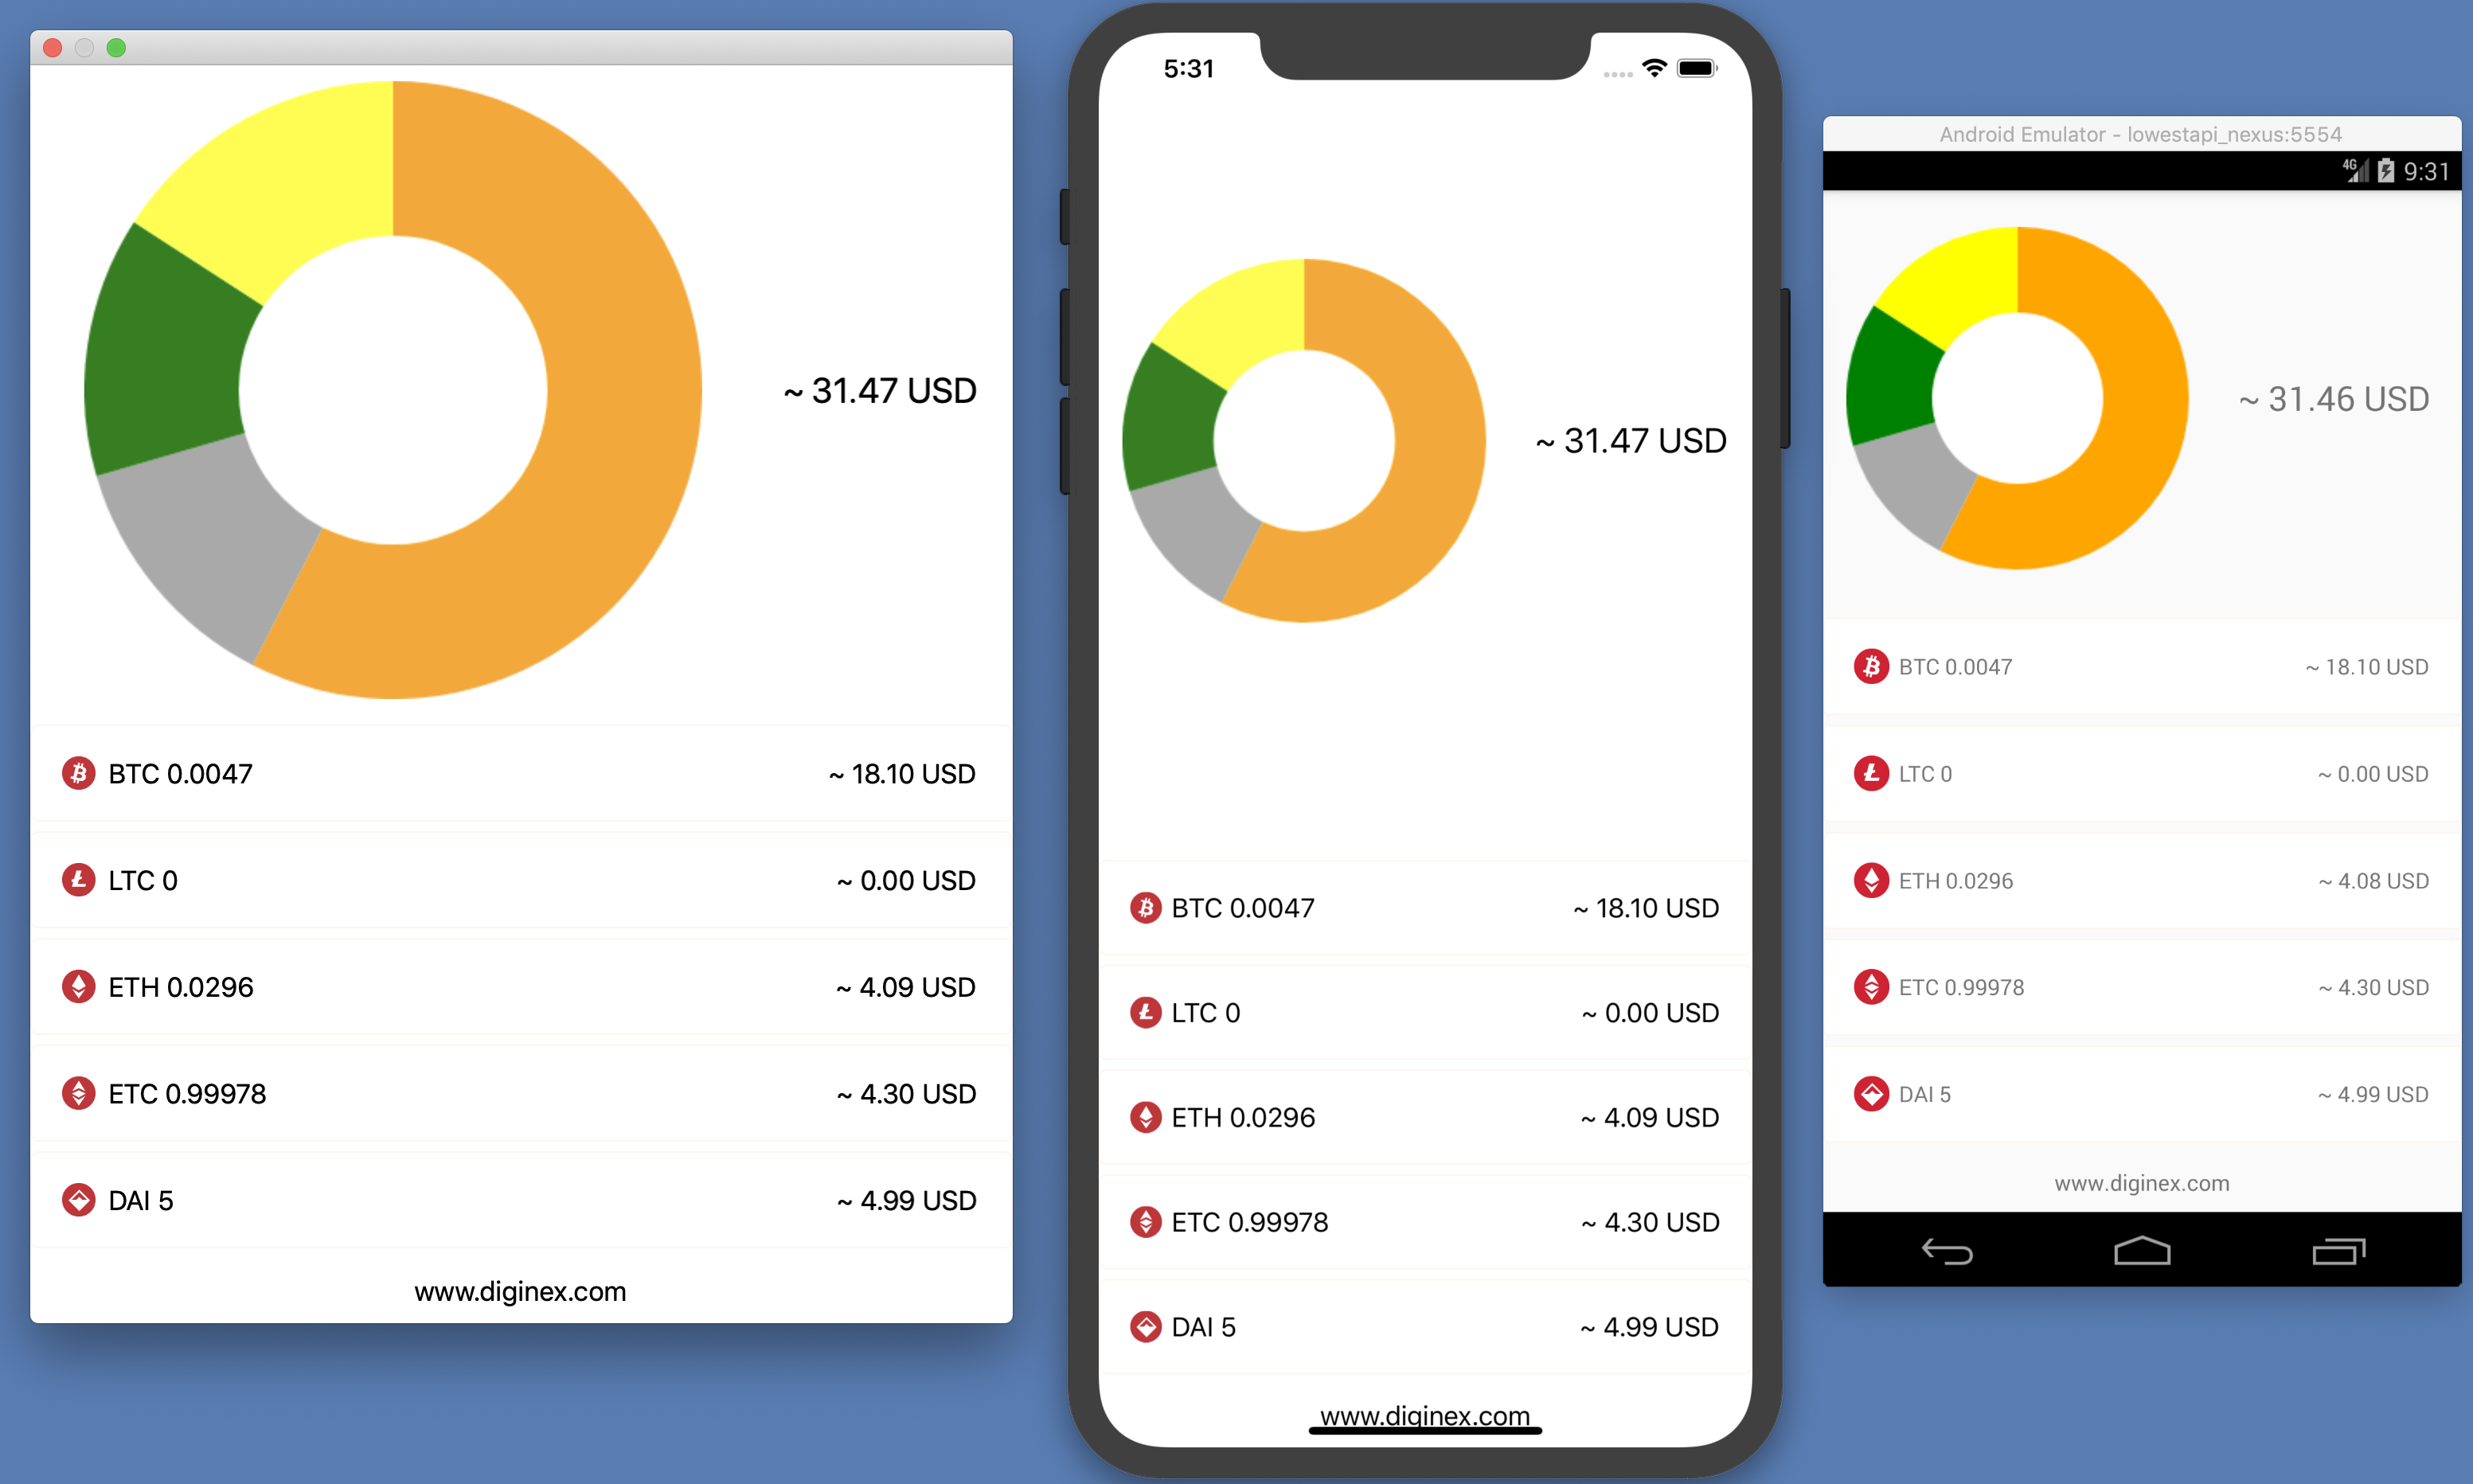 ~ 31.47 USD
BTC 0.0047 ~ 18.10 USD
LTC 0 ~ 0.00 USD
ETH 0.0296 ~ 4.09 USD
ETC 0.99978 ~ 4.30 USD
DAI 5 ~ 4.99 USD
www.diginex.com
5:31
~ 31.47 USD
BTC 0.0047 ~ 18.10 USD
LTC 0 ~ 0.00 USD
ETH 0.0296 ~ 4.09 USD
ETC 0.99978 ~ 4.30 USD
DAI 5 ~ 4.99 USD
www.diginex.com
Android Emulator - lowestapi_nexus:5554
4G 9:31
~ 31.46 USD
BTC 0.0047 ~ 18.10 USD
LTC 0 ~ 0.00 USD
ETH 0.0296 ~ 4.08 USD
ETC 0.99978 ~ 4.30 USD
DAI 5 ~ 4.99 USD
www.diginex.com